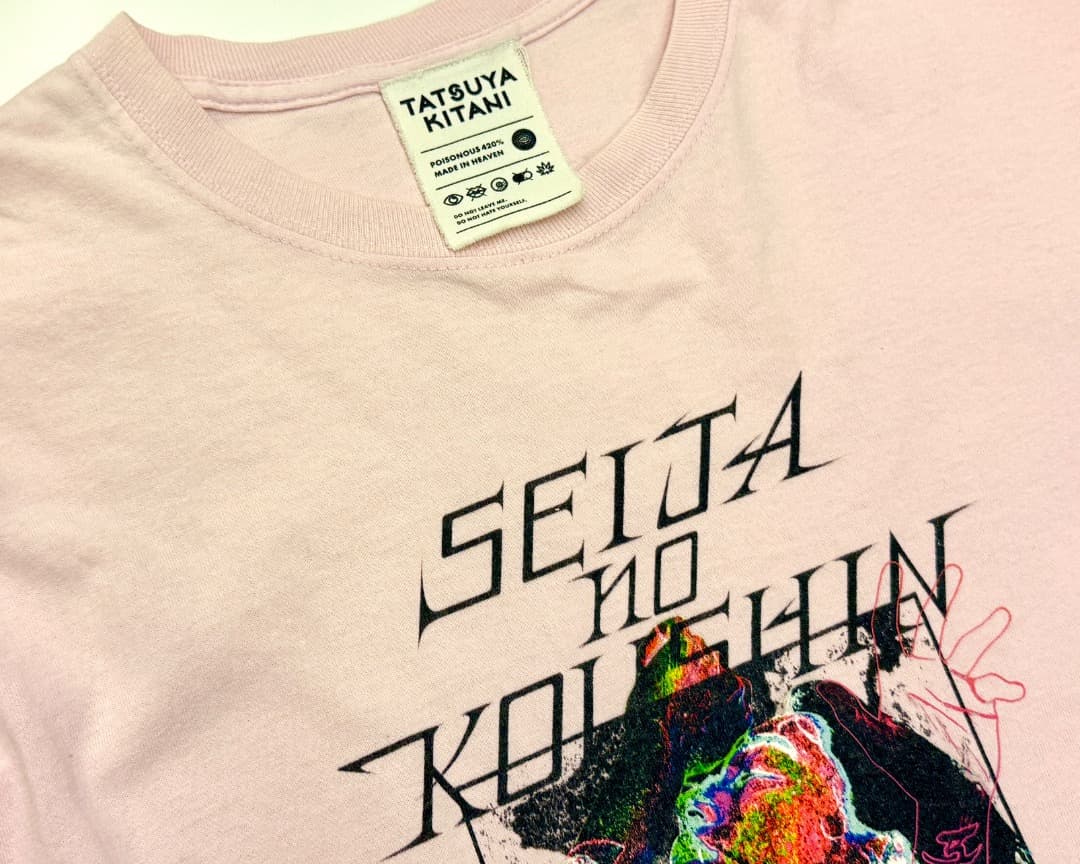 TATSUYA
KITANI
POISONOUS 420%
MADE IN HEAVEN
DO NOT LEAVE ME.
DO NOT HATE YOURSELF.
SEIJA
NO
KOUSHIN